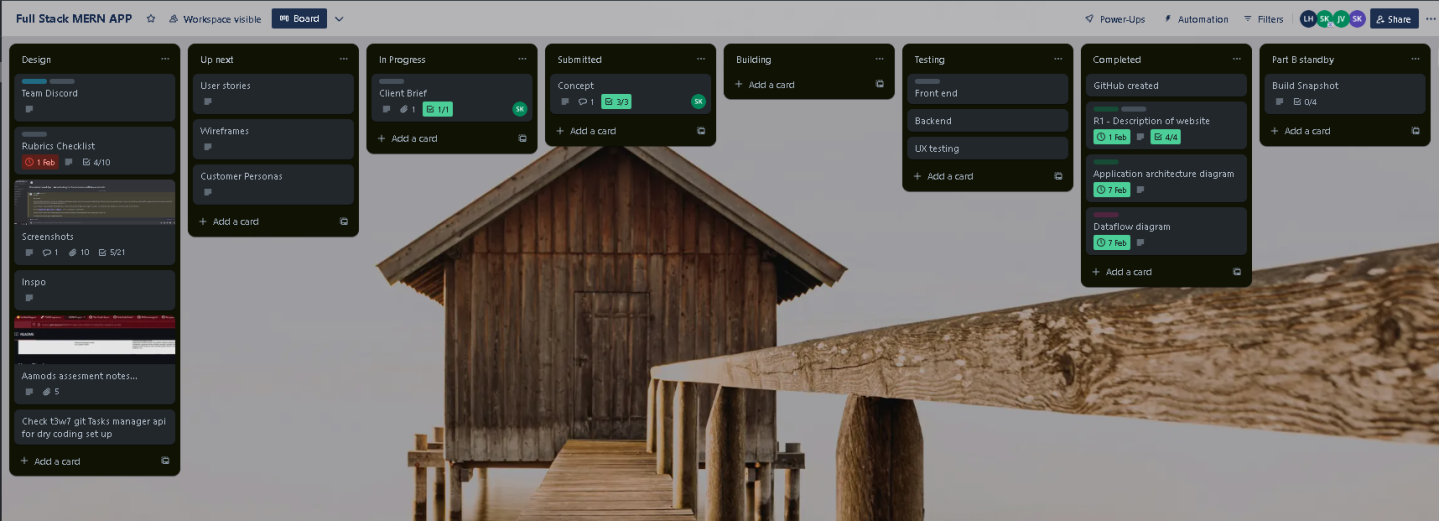 Full Stack MERN APP
Workspace visible
Board
Power-Ups
Automation
Filters
LH
SK
JV
SK
Share
Design
Team Discord
Rubrics Checklist
1 Feb
4/10
Screenshots
1
10
5/21
Inspo
README
Aamods assesment notes...
5
Check t3w7 git Tasks manager api
for dry coding set up
Add a card
Up next
User stories
Wireframes
Customer Personas
Add a card
In Progress
Client Brief
1
1/1
SK
Add a card
Submitted
Concept
1
3/3
SK
Add a card
Building
Add a card
Testing
Front end
Backend
UX testing
Add a card
Completed
GitHub created
R1 - Description of website
1 Feb
4/4
Application architecture diagram
7 Feb
Dataflow diagram
7 Feb
Add a card
Part B standby
Build Snapshot
0/4
Add a card